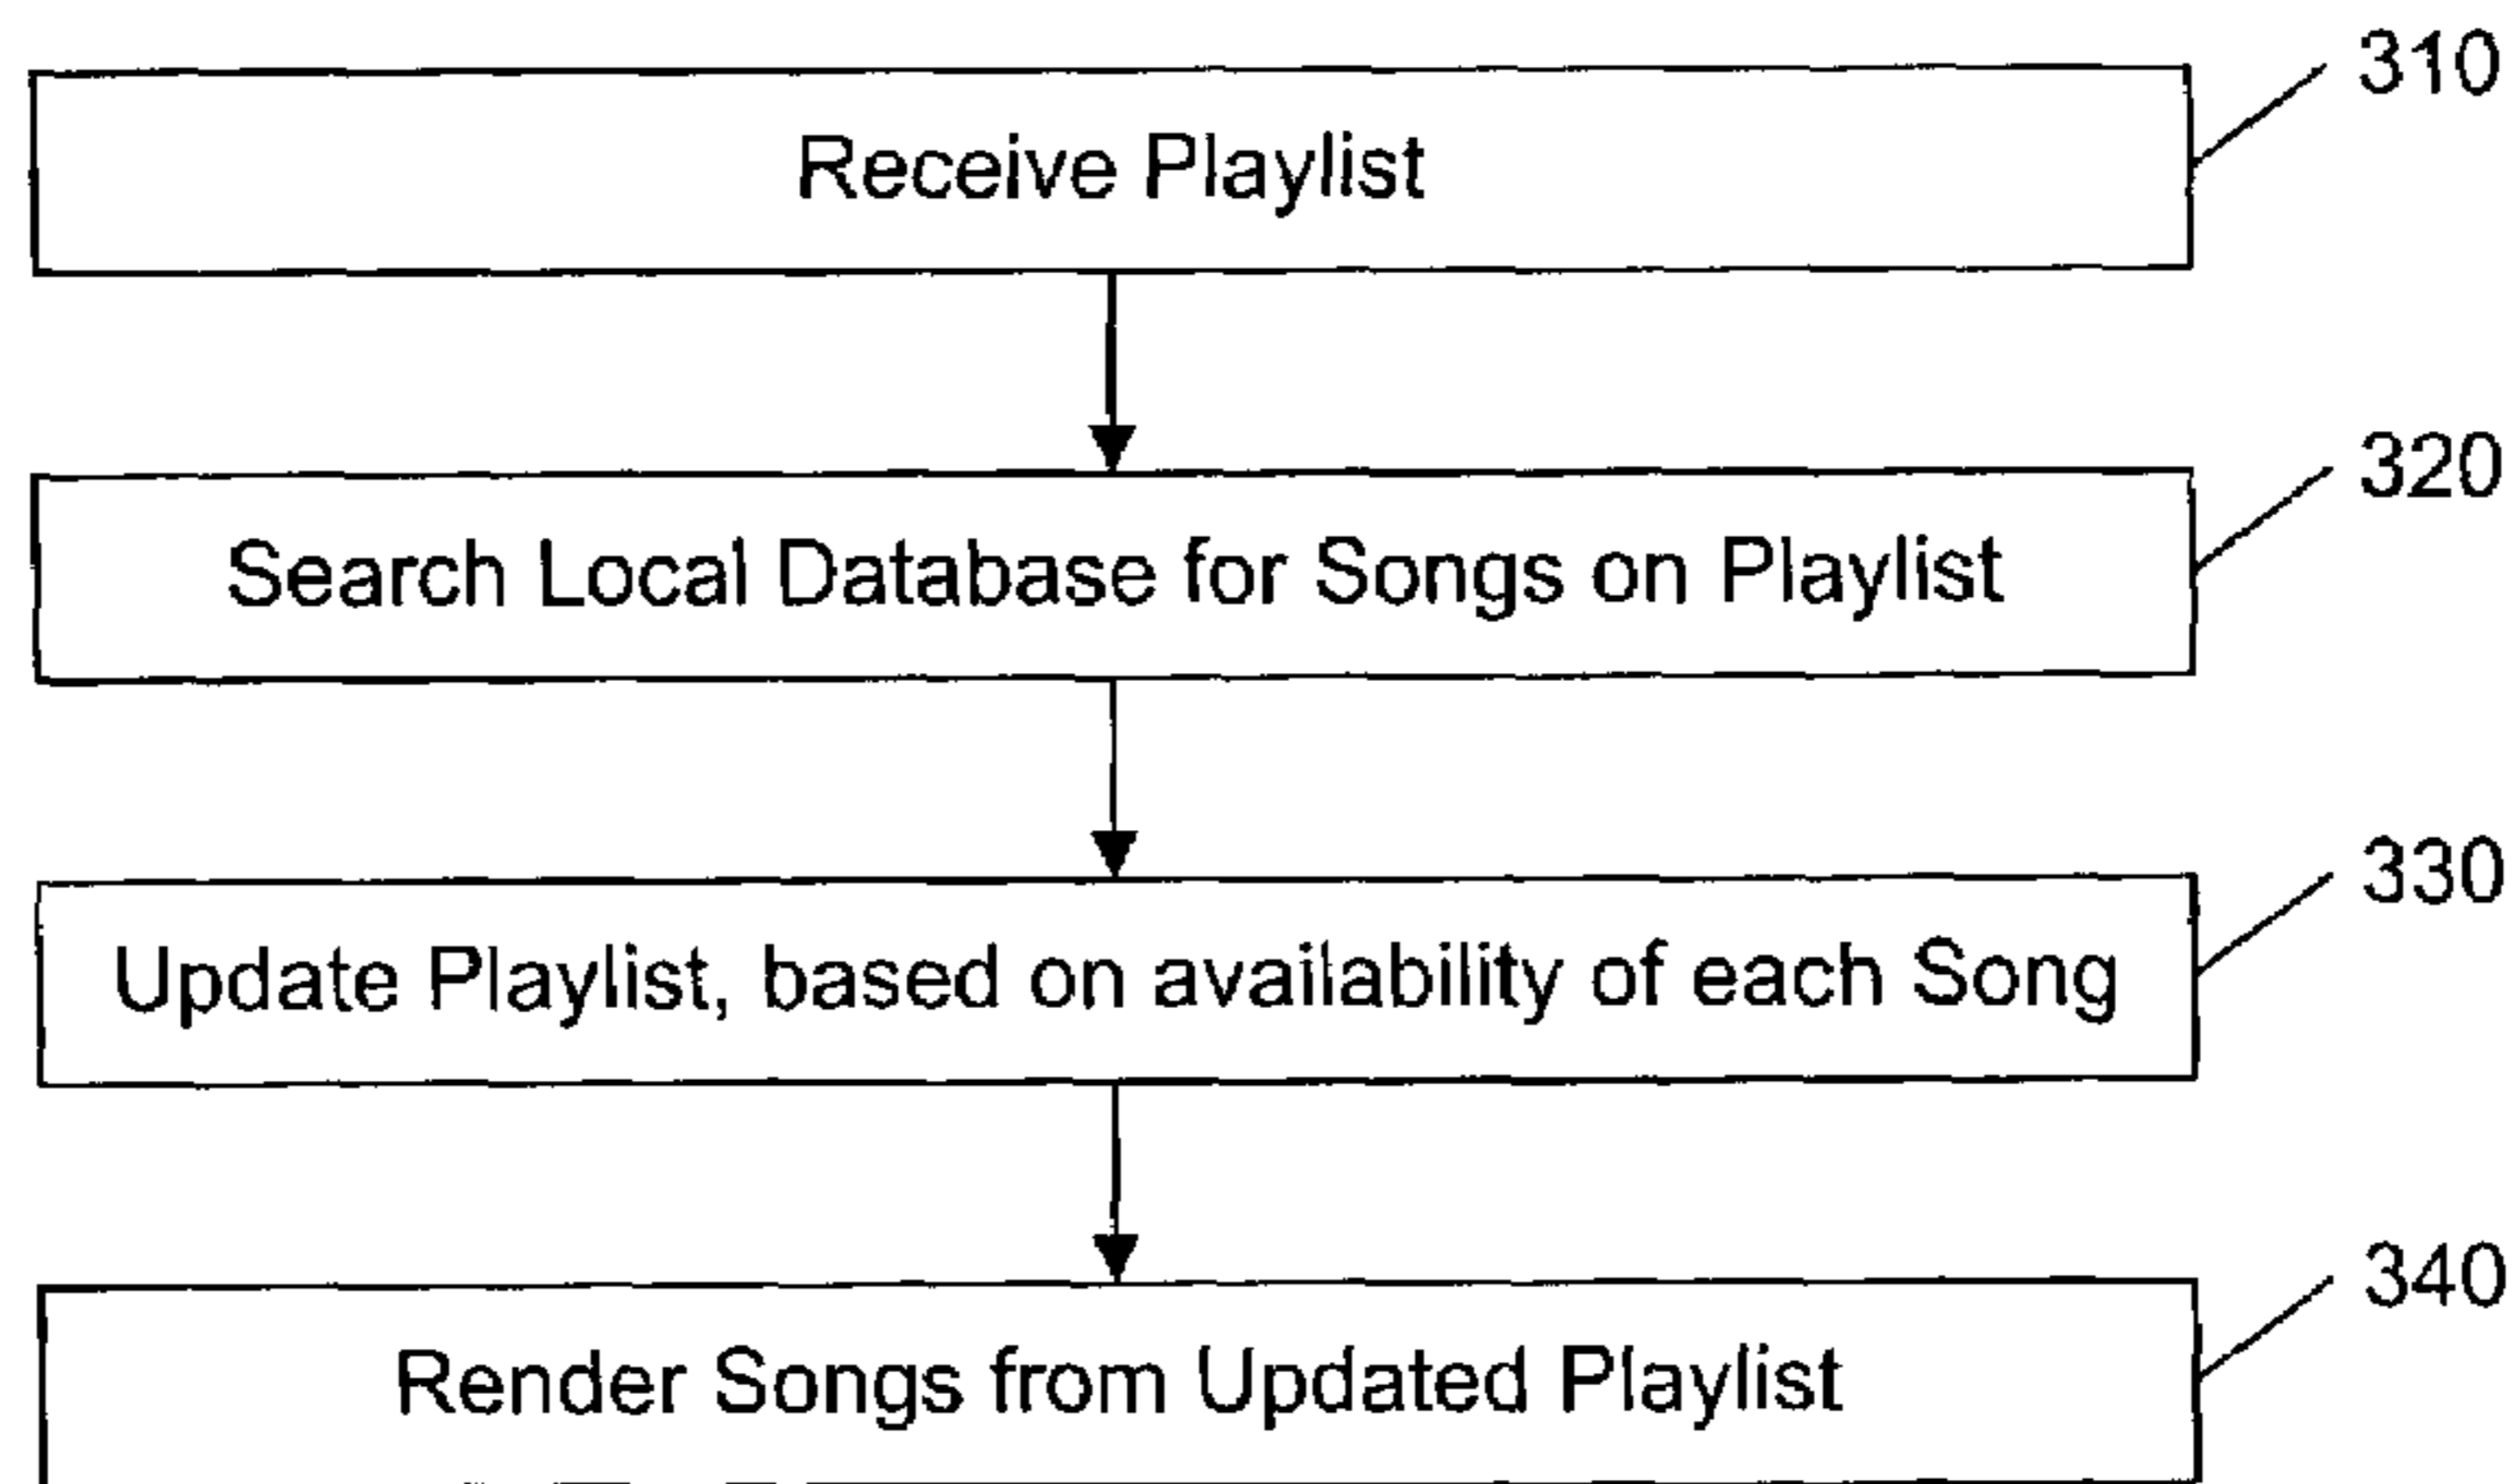 310
Receive Playlist
320
Search Local Database for Songs on Playlist
330
Update Playlist, based on availability of each Song
340
Render Songs from Updated Playlist